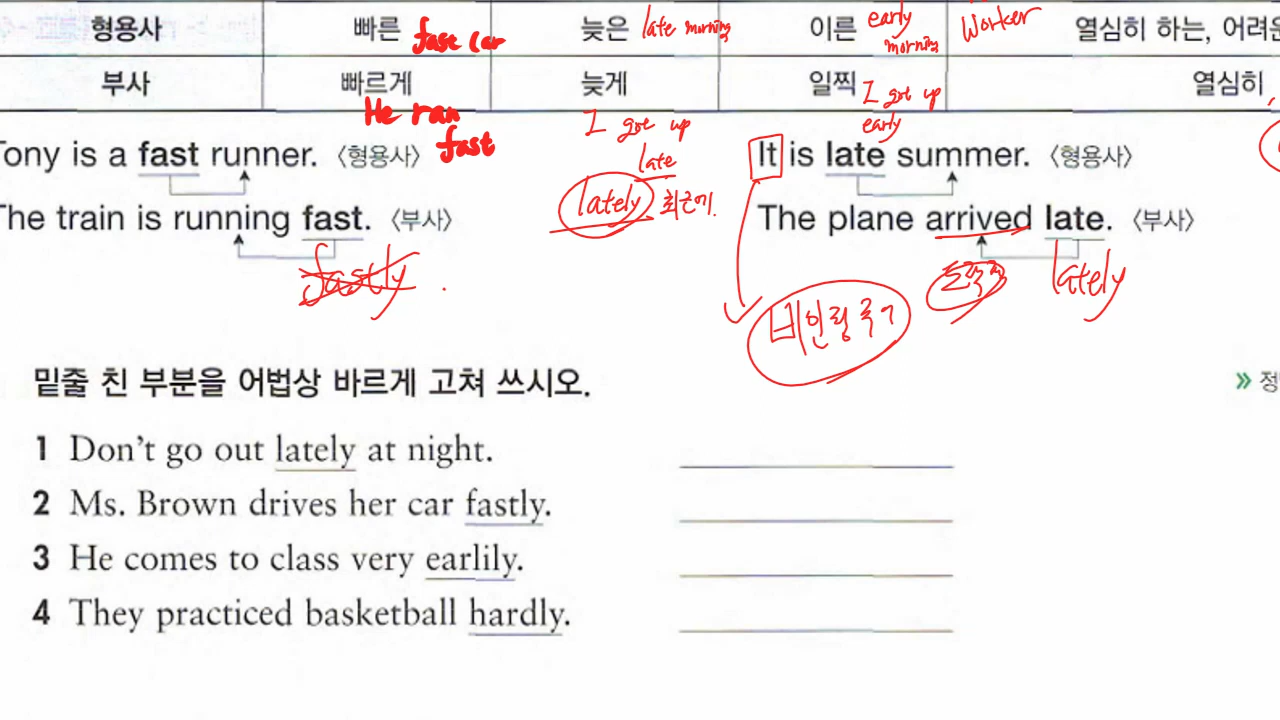 형용사 빠른 fast car 늦은 late morning 이른 early morning worker 열심히 하는, 어려운
부사 빠르게 늦게 일찍 열심히
He ran fast
I got up late
I got up early
Tony is a fast runner. 〈형용사〉
It is late summer. 〈형용사〉
lately 최근에.
The train is running fast. 〈부사〉
The plane arrived late. 〈부사〉
fastly
lately
비인칭주어
밑줄 친 부분을 어법상 바르게 고쳐 쓰시오.
1 Don't go out lately at night.
2 Ms. Brown drives her car fastly.
3 He comes to class very earlily.
4 They practiced basketball hardly.